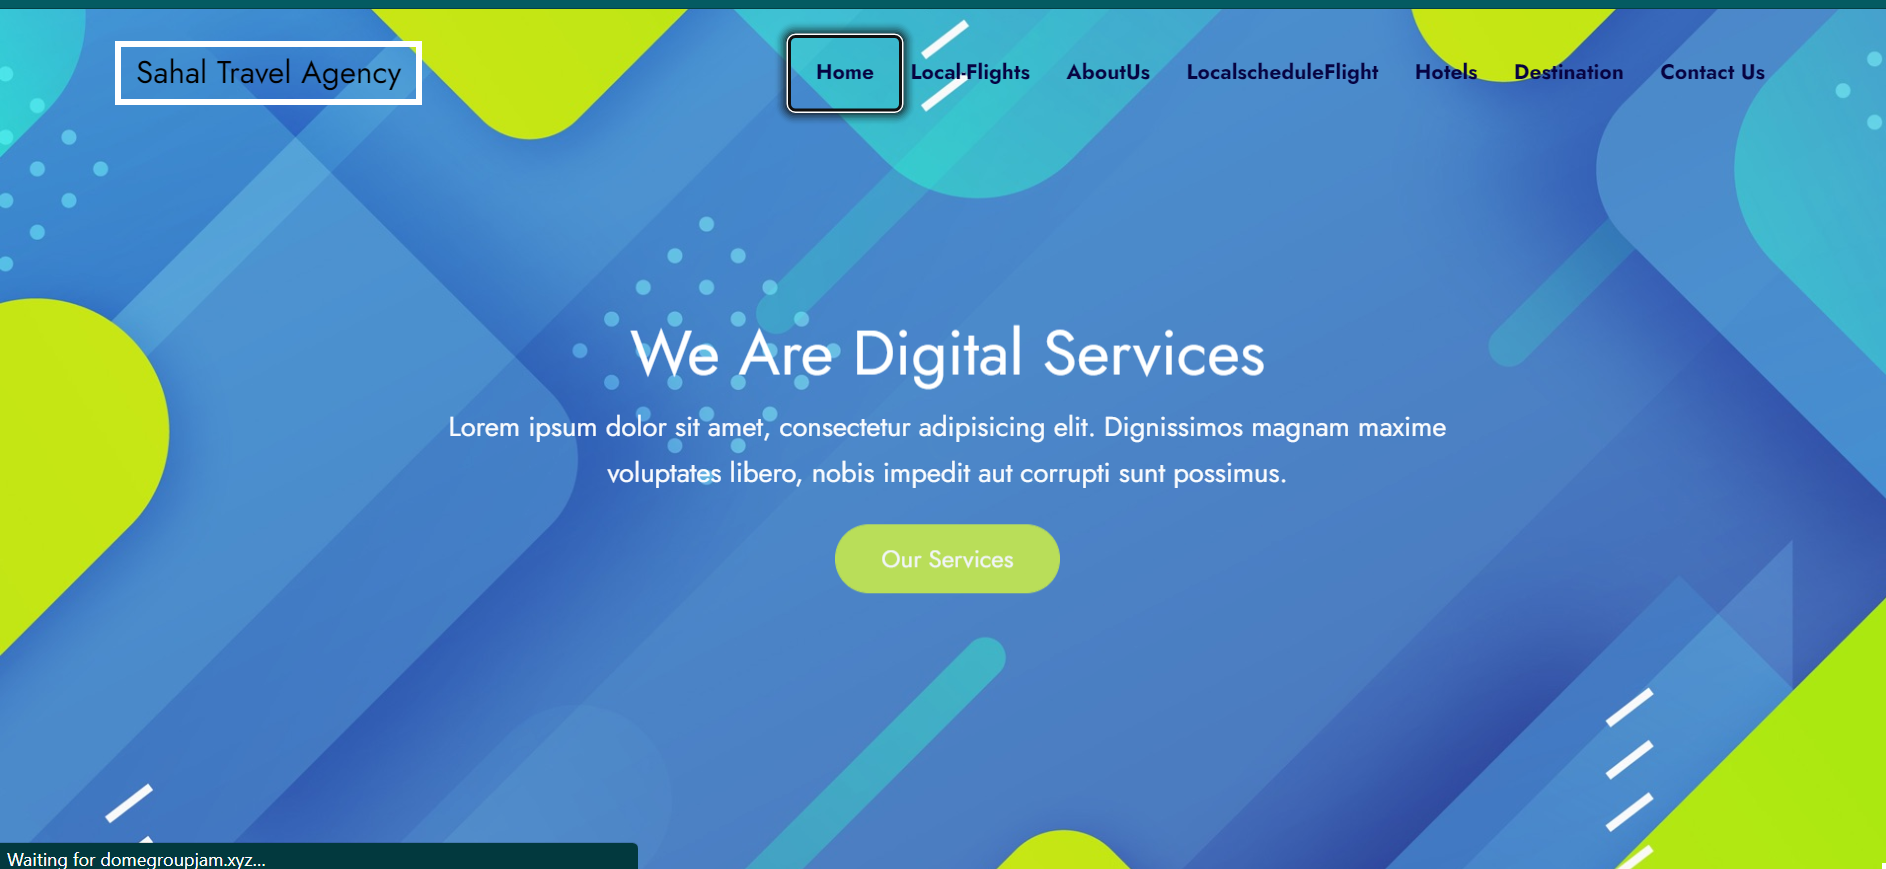 Sahal Travel Agency
Home Local-Flights AboutUs LocalscheduleFlight Hotels Destination Contact Us
We Are Digital Services
Lorem ipsum dolor sit amet, consectetur adipisicing elit. Dignissimos magnam maxime
voluptates libero, nobis impedit aut corrupti sunt possimus.
Our Services
Waiting for domegroupjam.xyz...